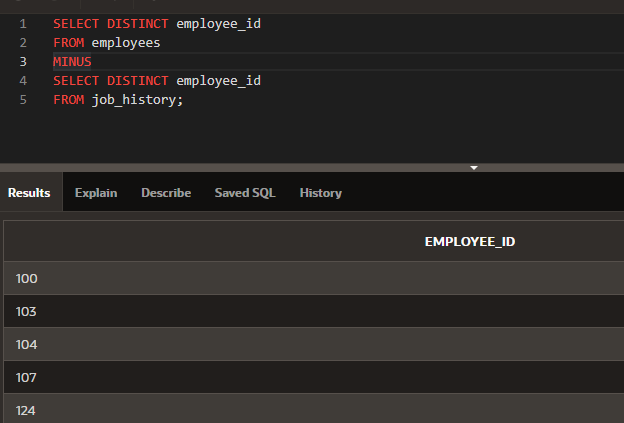 1 SELECT DISTINCT employee_id
2 FROM employees
3 MINUS
4 SELECT DISTINCT employee_id
5 FROM job_history;
Results Explain Describe Saved SQL History
EMPLOYEE_ID
100
103
104
107
124